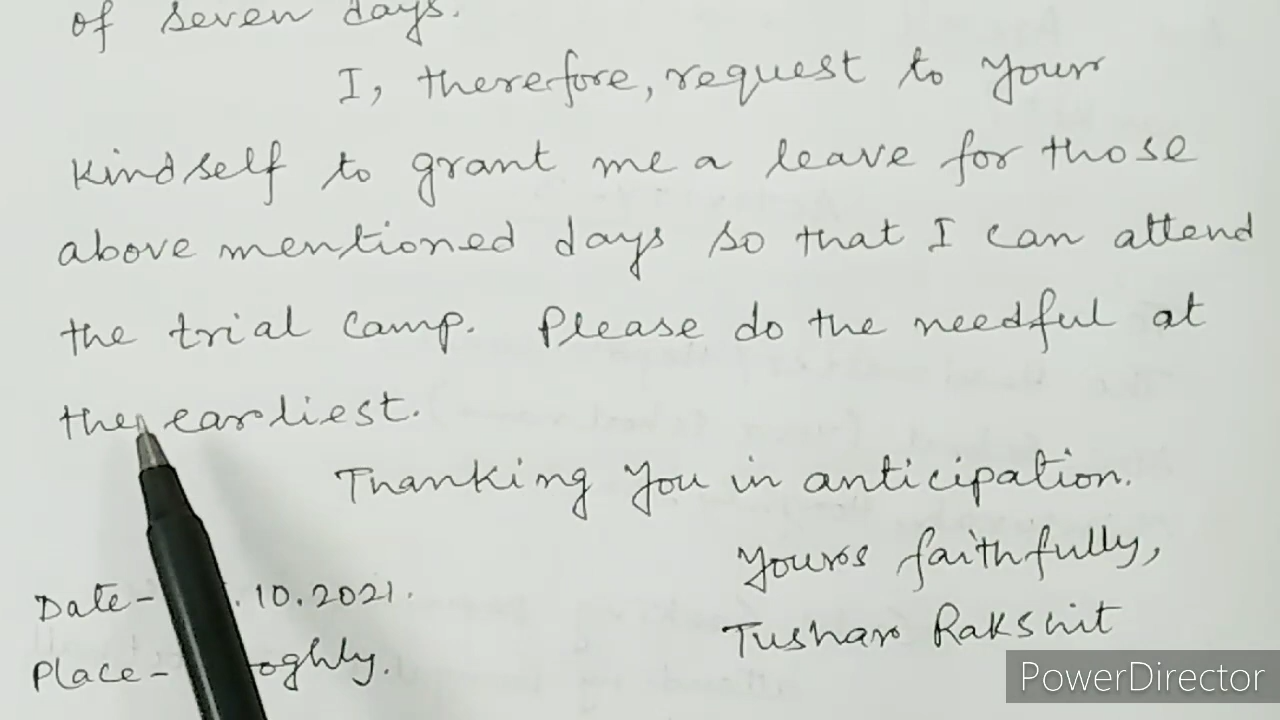 of seven days.
I, therefore, request to your
kindself to grant me a leave for those
above mentioned days so that I can attend
the trial camp. Please do the needful at
the earliest.
Thanking you in anticipation.
Yours faithfully,
Date- .10.2021.
Tushar Rakshit
Place-
PowerDirector